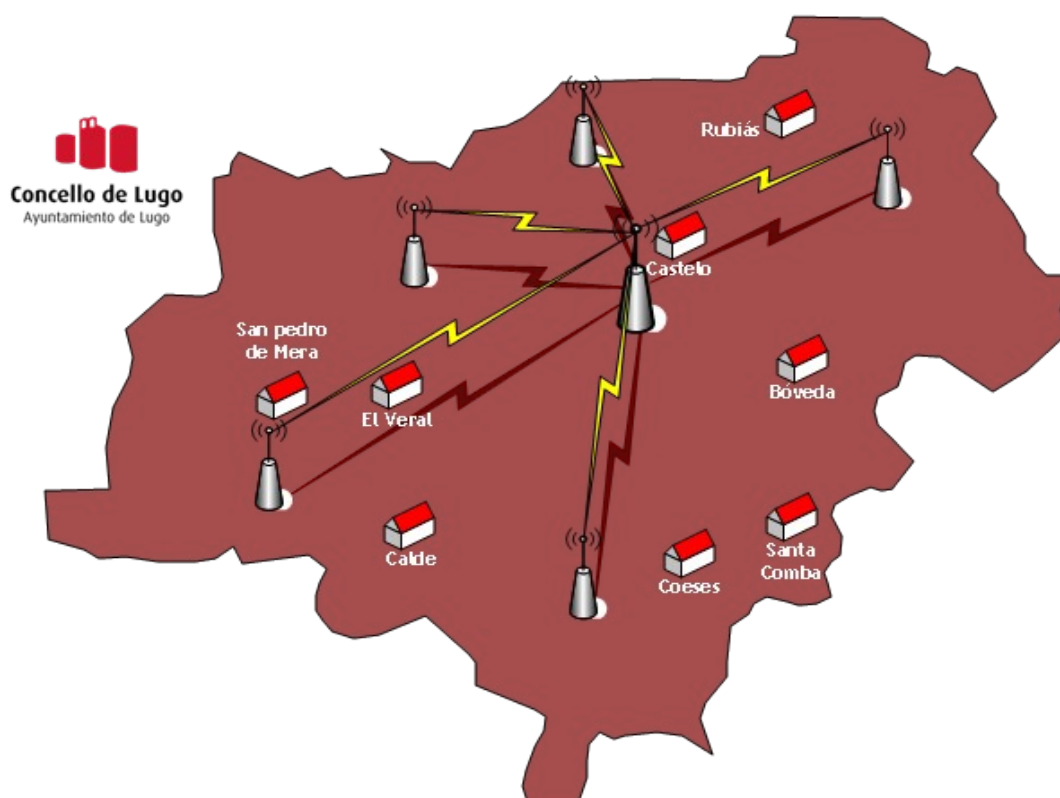 Rubiás
Concello de Lugo
Ayuntamiento de Lugo
Castelo
San pedro
de Mera
El Veral
Bóveda
Calde
Coeses
Santa
Comba